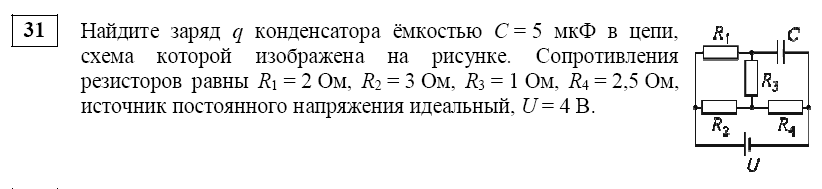 31
Найдите заряд q конденсатора ёмкостью C = 5 мкФ в цепи,
схема которой изображена на рисунке. Сопротивления
резисторов равны R1 = 2 Ом, R2 = 3 Ом, R3 = 1 Ом, R4 = 2,5 Ом,
источник постоянного напряжения идеальный, U = 4 В.
R1 C
R3
R2 R4
U